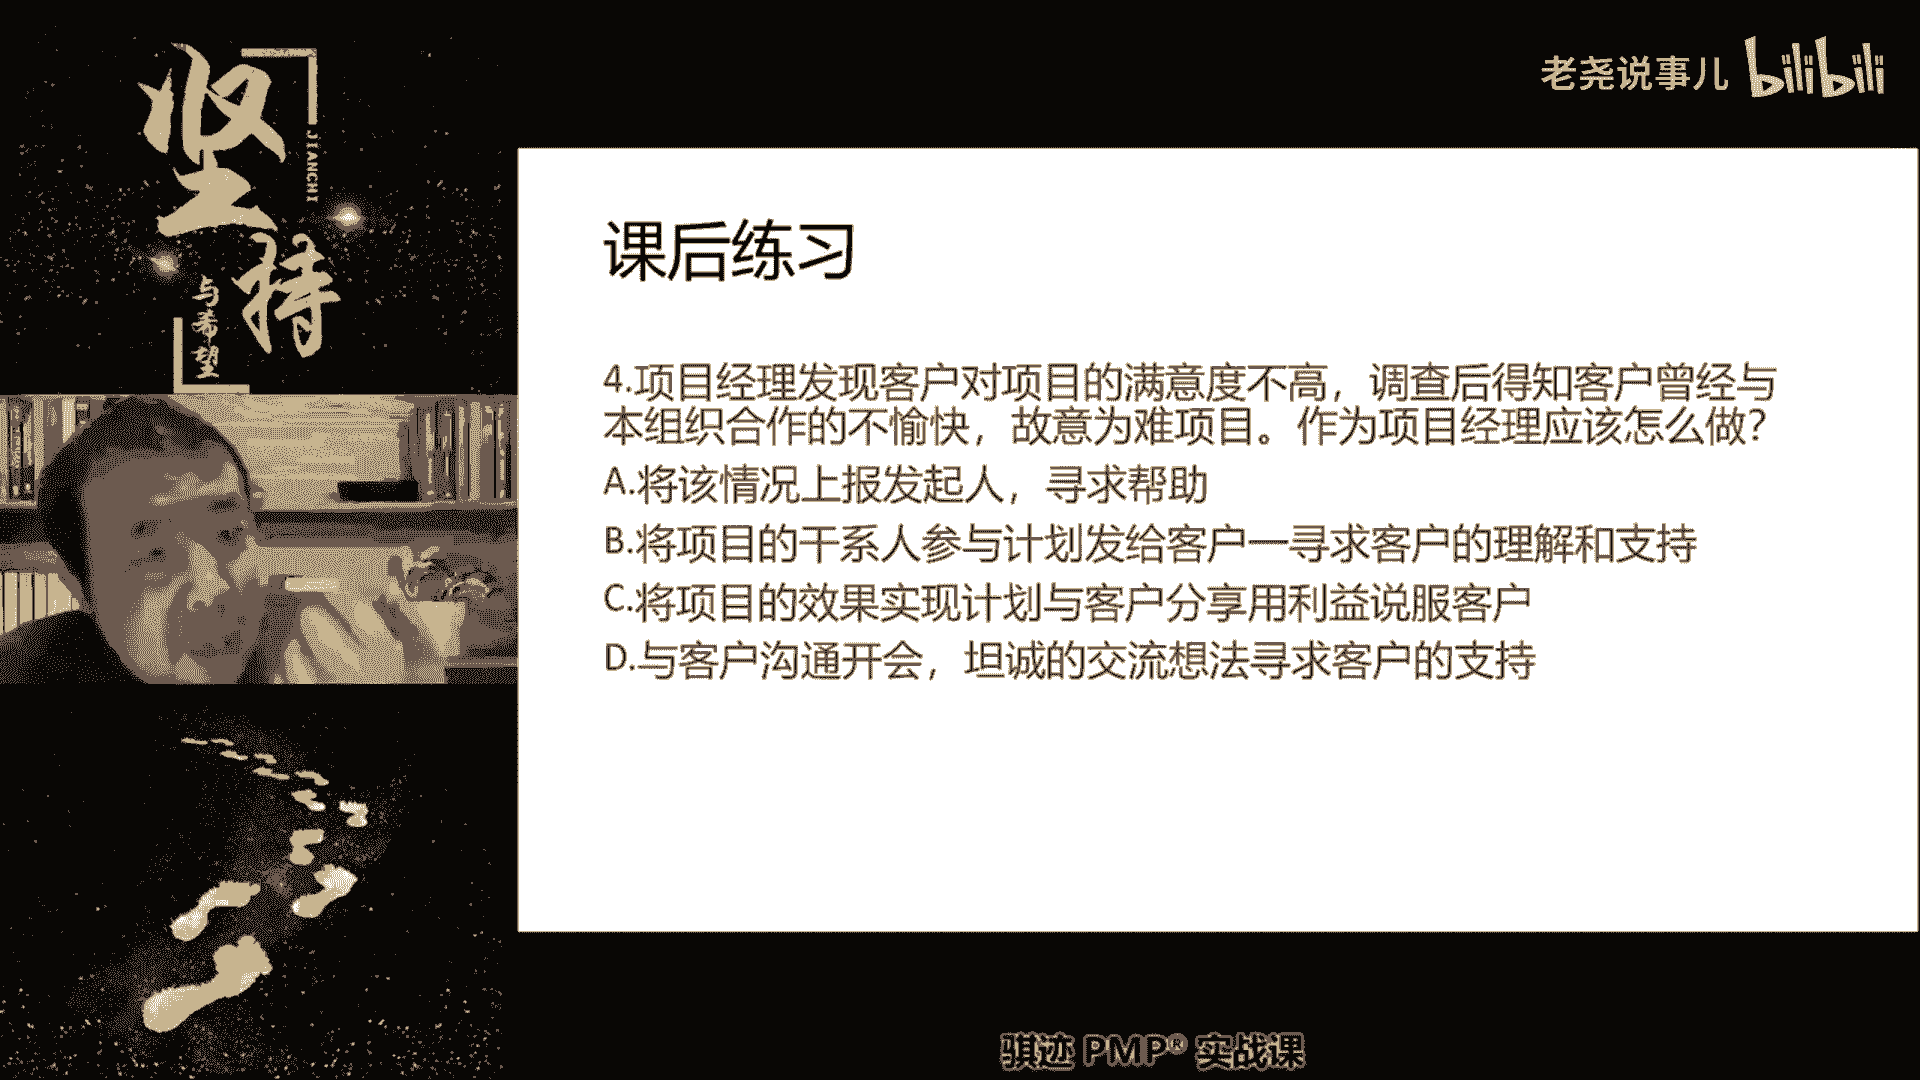 坚持
JIANCHI
与希望
老尧说事儿 bilibili
课后练习
4.项目经理发现客户对项目的满意度不高，调查后得知客户曾经与
本组织合作的不愉快，故意为难项目。作为项目经理应该怎么做？
A.将该情况上报发起人，寻求帮助
B.将项目的干系人参与计划发给客户一寻求客户的理解和支持
C.将项目的效果实现计划与客户分享用利益说服客户
D.与客户沟通开会，坦诚的交流想法寻求客户的支持
骐迹 PMP® 实战课